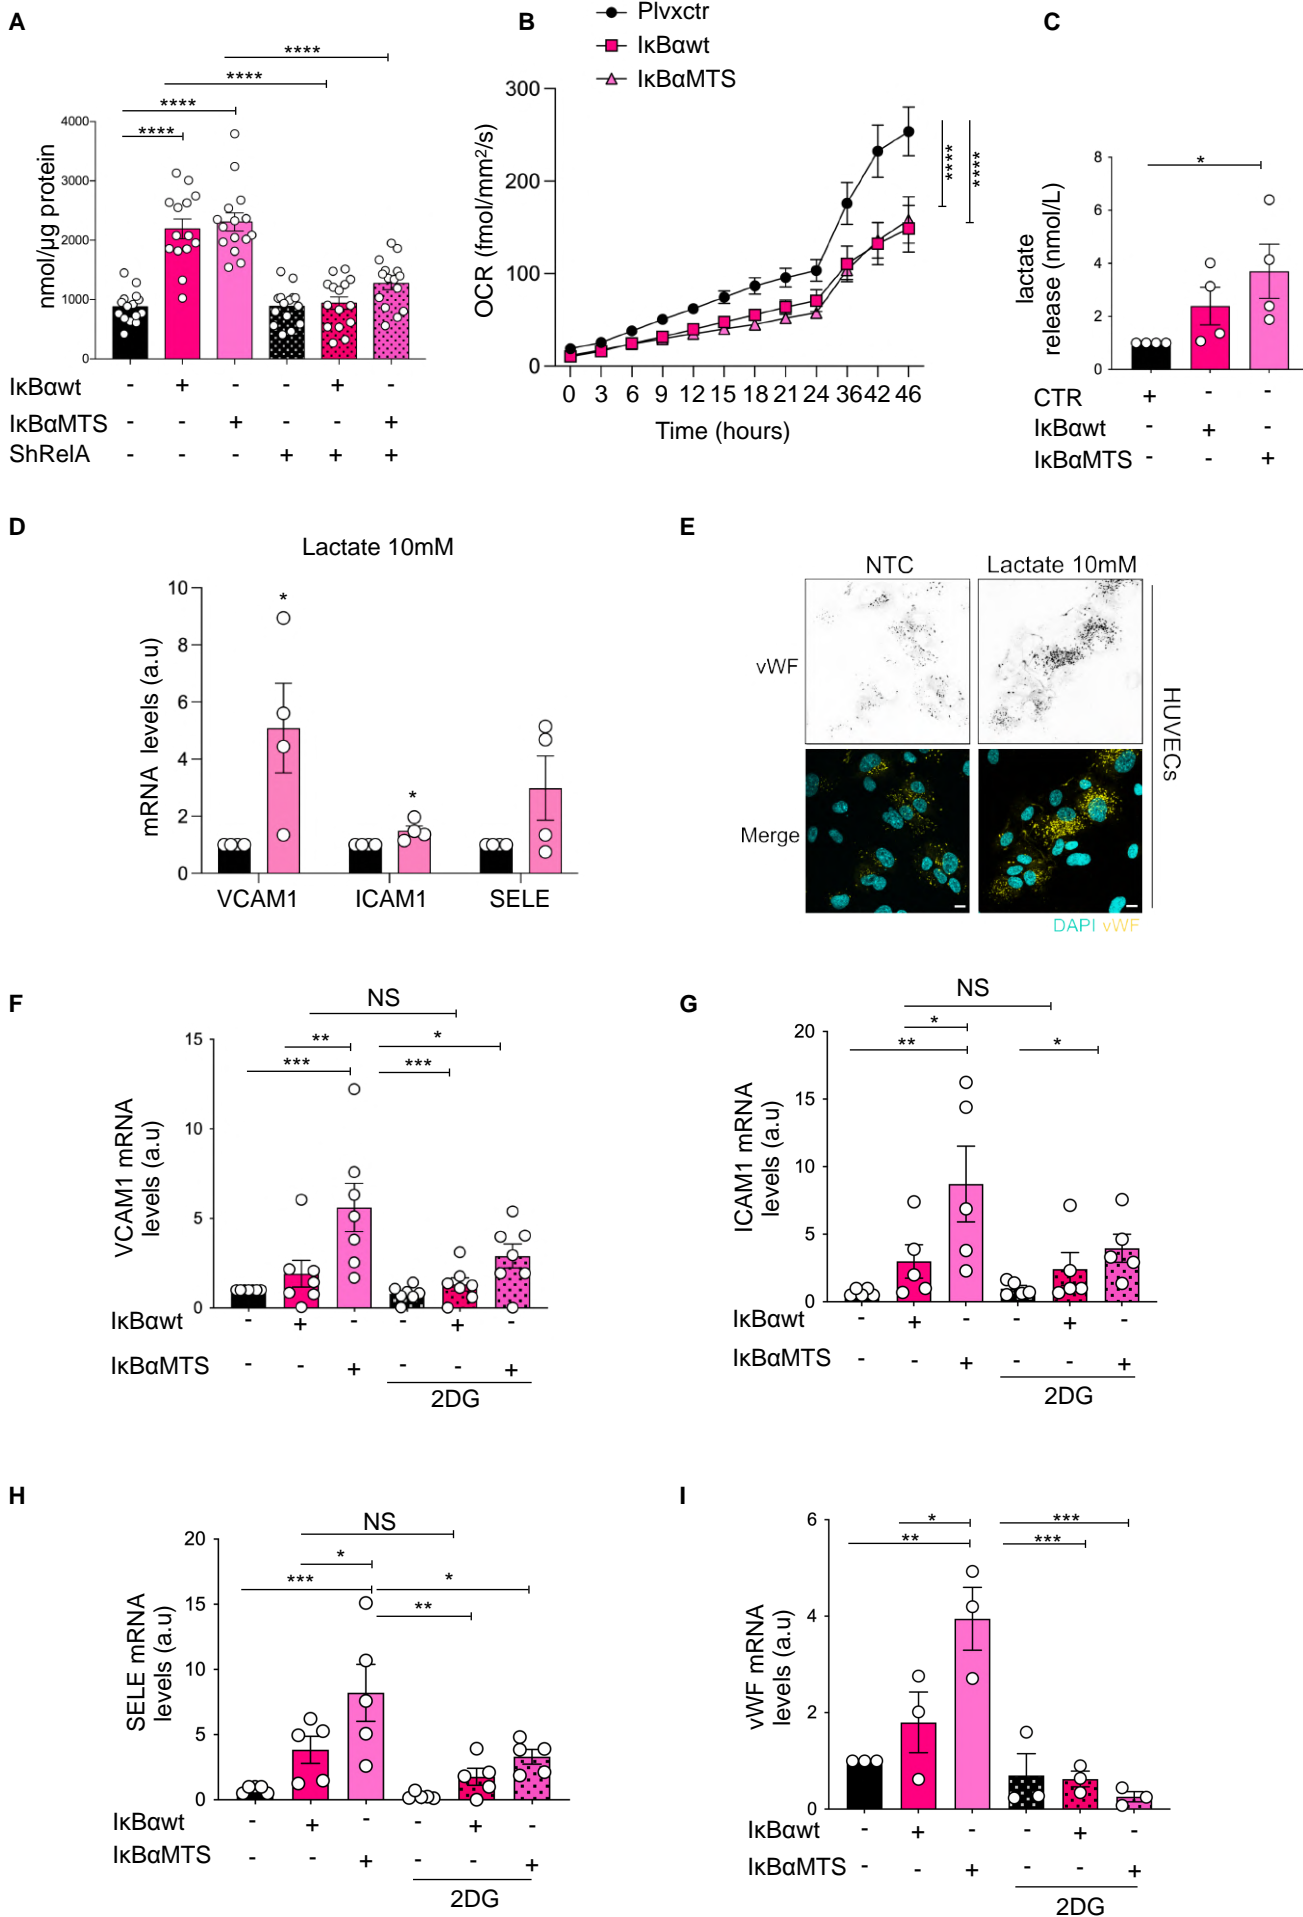 A
****
****
****
****
nmol/µg protein
4000
3000
2000
1000
0
IκBαwt - + - - + -
IκBαMTS - - + - - +
ShRelA - - - + + +
B
Plvxctr
IκBαwt
IκBαMTS
OCR (fmol/mm²/s)
300
200
100
0
****
****
0 3 6 9 12 15 18 21 24 36 42 46
Time (hours)
C
*
lactate
release (nmol/L)
8
6
4
2
0
CTR + - -
IκBαwt - + -
IκBαMTS - - +
D
Lactate 10mM
mRNA levels (a.u)
10
8
6
4
2
0
*
*
VCAM1 ICAM1 SELE
E
NTC Lactate 10mM
vWF
Merge
HUVECs
DAPI vWF
F
NS
** *
*** ***
VCAM1 mRNA
levels (a.u)
15
10
5
0
IκBαwt - + - - + -
IκBαMTS - - + - - +
2DG
G
NS
*
** *
ICAM1 mRNA
levels (a.u)
20
15
10
5
0
IκBαwt - + - - + -
IκBαMTS - - + - - +
2DG
H
NS
*
*** *
**
SELE mRNA
levels (a.u)
20
15
10
5
0
IκBαwt - + - - + -
IκBαMTS - - + - - +
2DG
I
* ***
** ***
vWF mRNA
levels (a.u)
6
4
2
0
IκBαwt - + - - + -
IκBαMTS - - + - - +
2DG